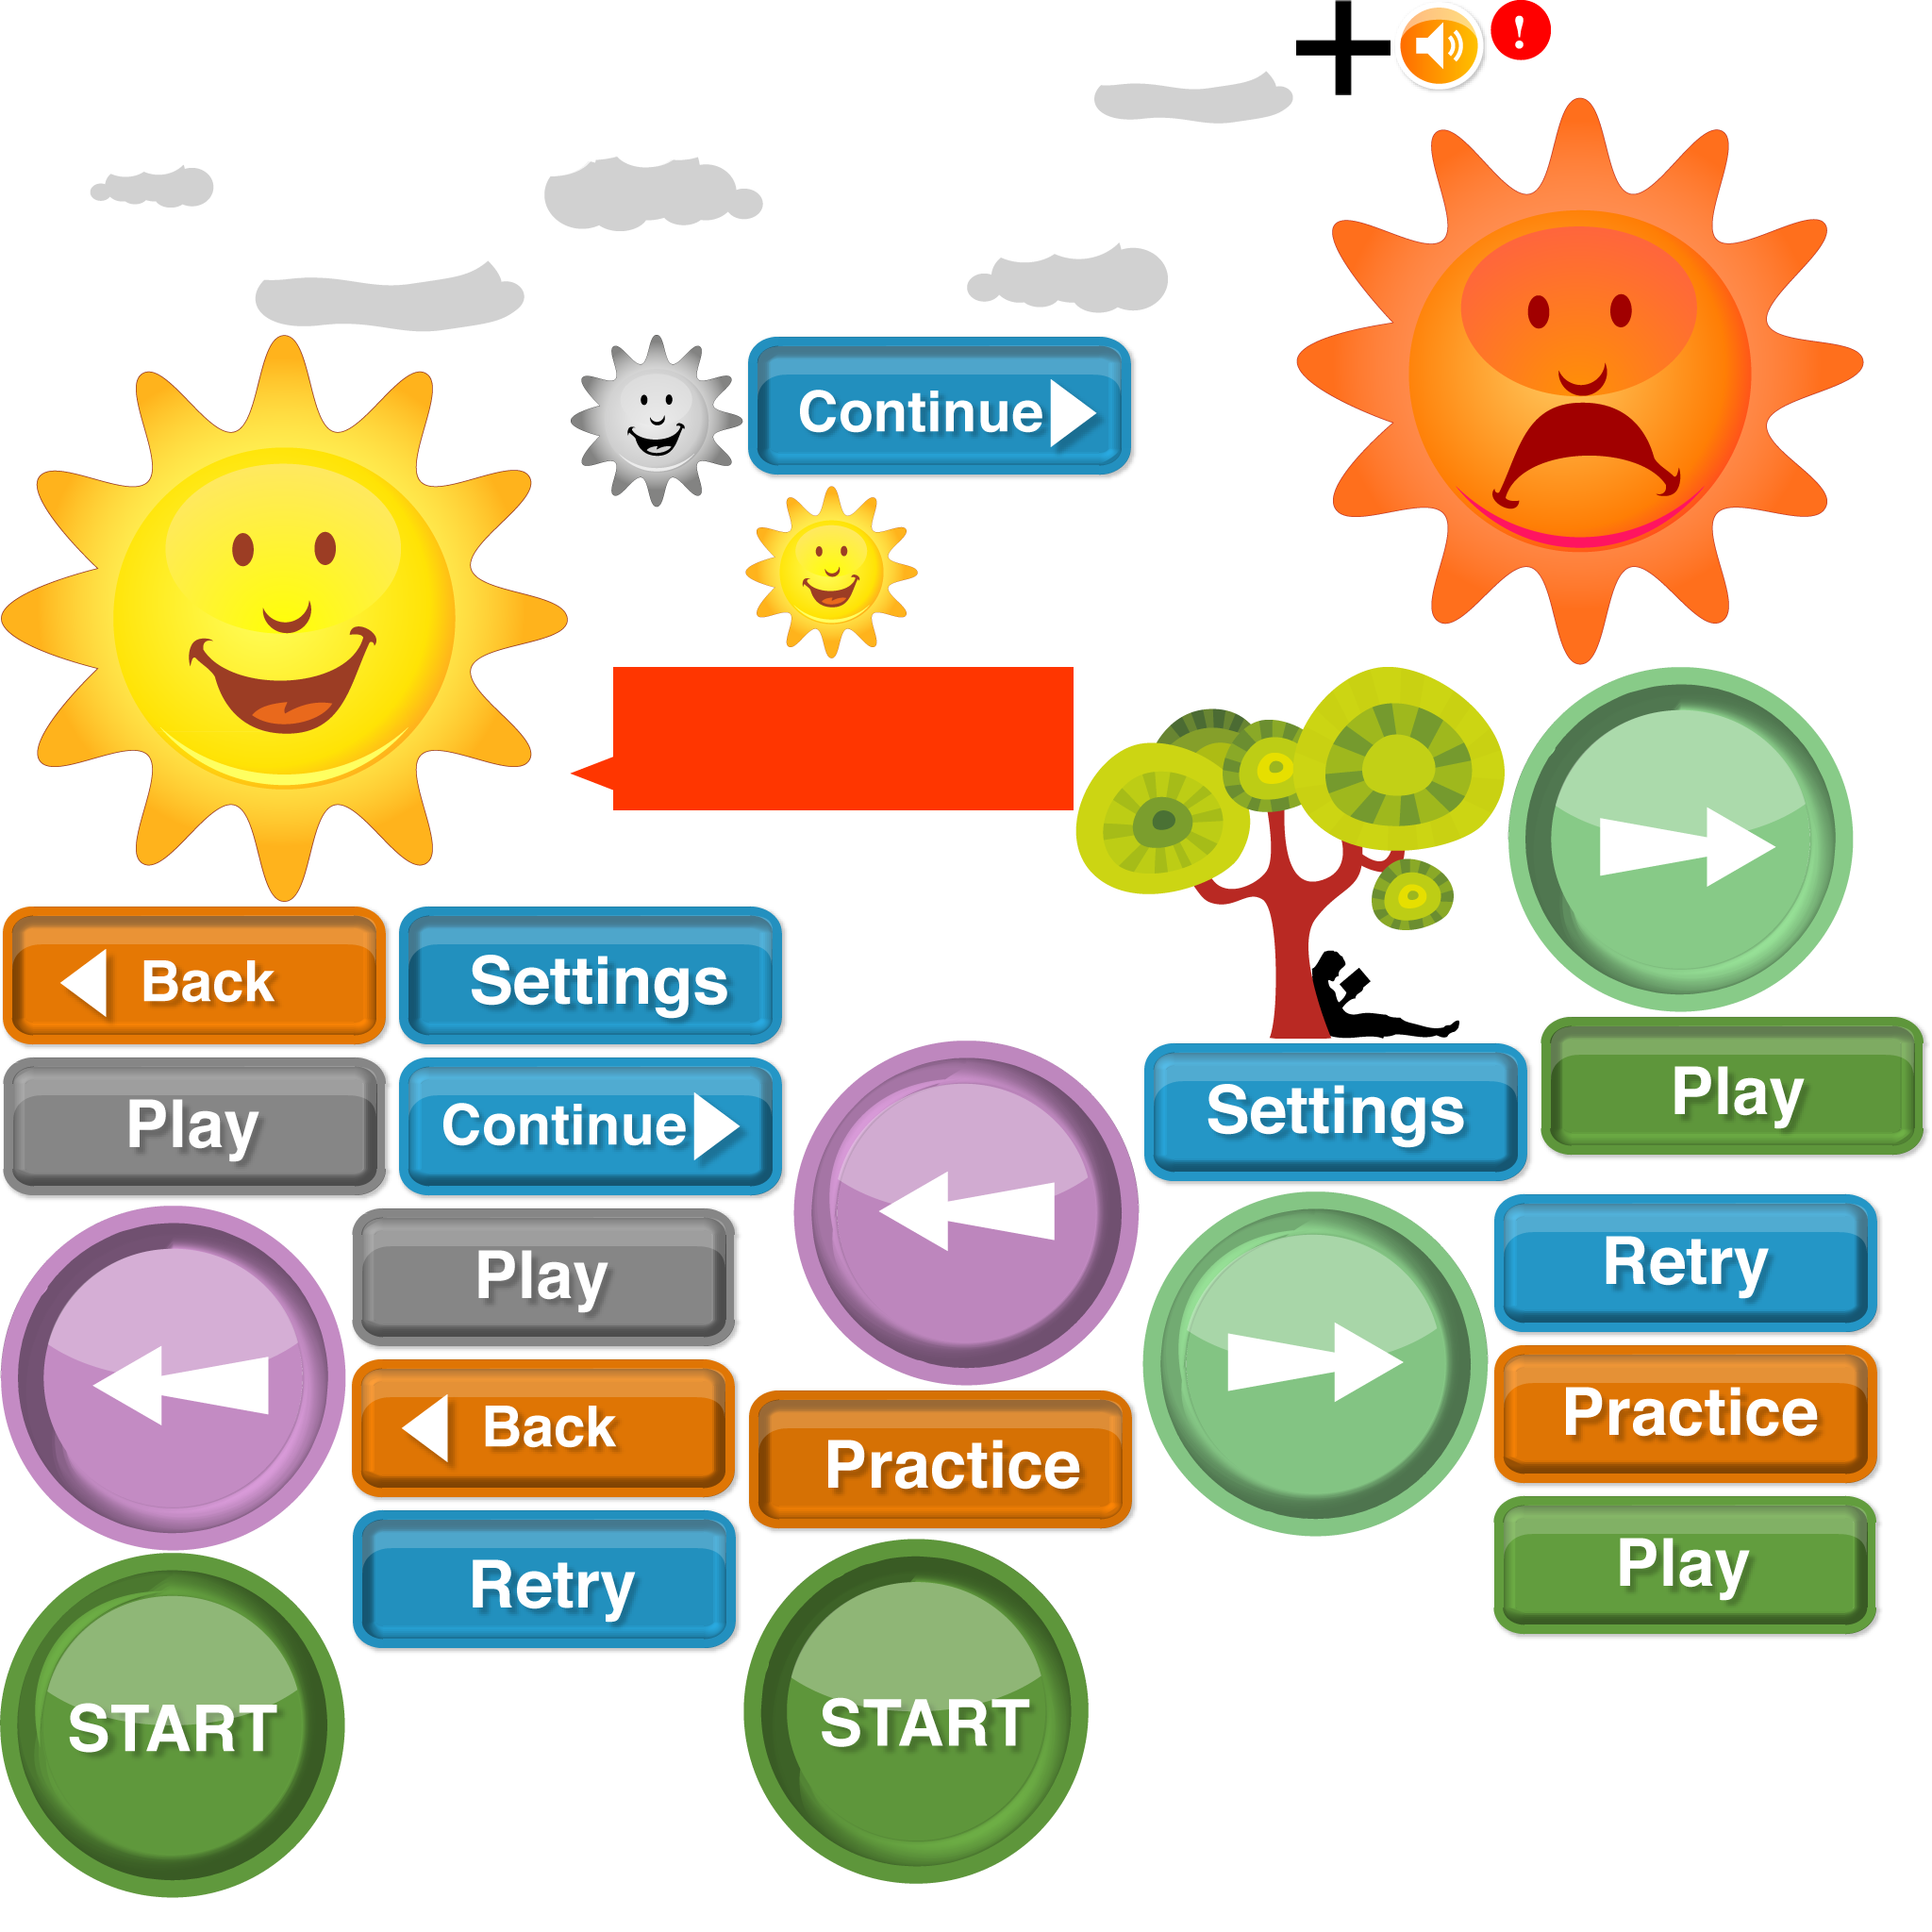 !
Continue
Back
Settings
Play
Continue
Settings
Play
Play
Retry
Back
Practice
Practice
Retry
Play
START
START